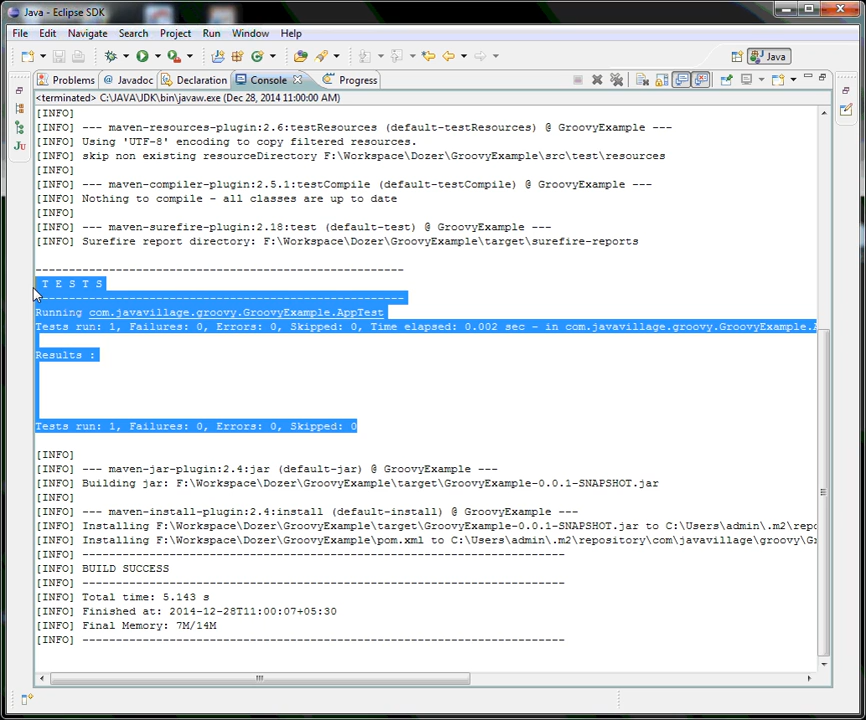 Java - Eclipse SDK
File Edit Navigate Search Project Run Window Help
Java
Problems @ Javadoc Declaration Console Progress
<terminated> C:\JAVA\JDK\bin\javaw.exe (Dec 28, 2014 11:00:00 AM)
[INFO]
[INFO] --- maven-resources-plugin:2.6:testResources (default-testResources) @ GroovyExample ---
[INFO] Using 'UTF-8' encoding to copy filtered resources.
[INFO] skip non existing resourceDirectory F:\Workspace\Dozer\GroovyExample\src\test\resources
[INFO]
[INFO] --- maven-compiler-plugin:2.5.1:testCompile (default-testCompile) @ GroovyExample ---
[INFO] Nothing to compile - all classes are up to date
[INFO]
[INFO] --- maven-surefire-plugin:2.18:test (default-test) @ GroovyExample ---
[INFO] Surefire report directory: F:\Workspace\Dozer\GroovyExample\target\surefire-reports
-------------------------------------------------------
T E S T S
-------------------------------------------------------
Running com.javavillage.groovy.GroovyExample.AppTest
Tests run: 1, Failures: 0, Errors: 0, Skipped: 0, Time elapsed: 0.002 sec - in com.javavillage.groovy.GroovyExample.A
Results :
Tests run: 1, Failures: 0, Errors: 0, Skipped: 0
[INFO]
[INFO] --- maven-jar-plugin:2.4:jar (default-jar) @ GroovyExample ---
[INFO] Building jar: F:\Workspace\Dozer\GroovyExample\target\GroovyExample-0.0.1-SNAPSHOT.jar
[INFO]
[INFO] --- maven-install-plugin:2.4:install (default-install) @ GroovyExample ---
[INFO] Installing F:\Workspace\Dozer\GroovyExample\target\GroovyExample-0.0.1-SNAPSHOT.jar to C:\Users\admin\.m2\repo
[INFO] Installing F:\Workspace\Dozer\GroovyExample\pom.xml to C:\Users\admin\.m2\repository\com\javavillage\groovy\Gr
[INFO] ------------------------------------------------------------------------
[INFO] BUILD SUCCESS
[INFO] ------------------------------------------------------------------------
[INFO] Total time: 5.143 s
[INFO] Finished at: 2014-12-28T11:00:07+05:30
[INFO] Final Memory: 7M/14M
[INFO] ------------------------------------------------------------------------